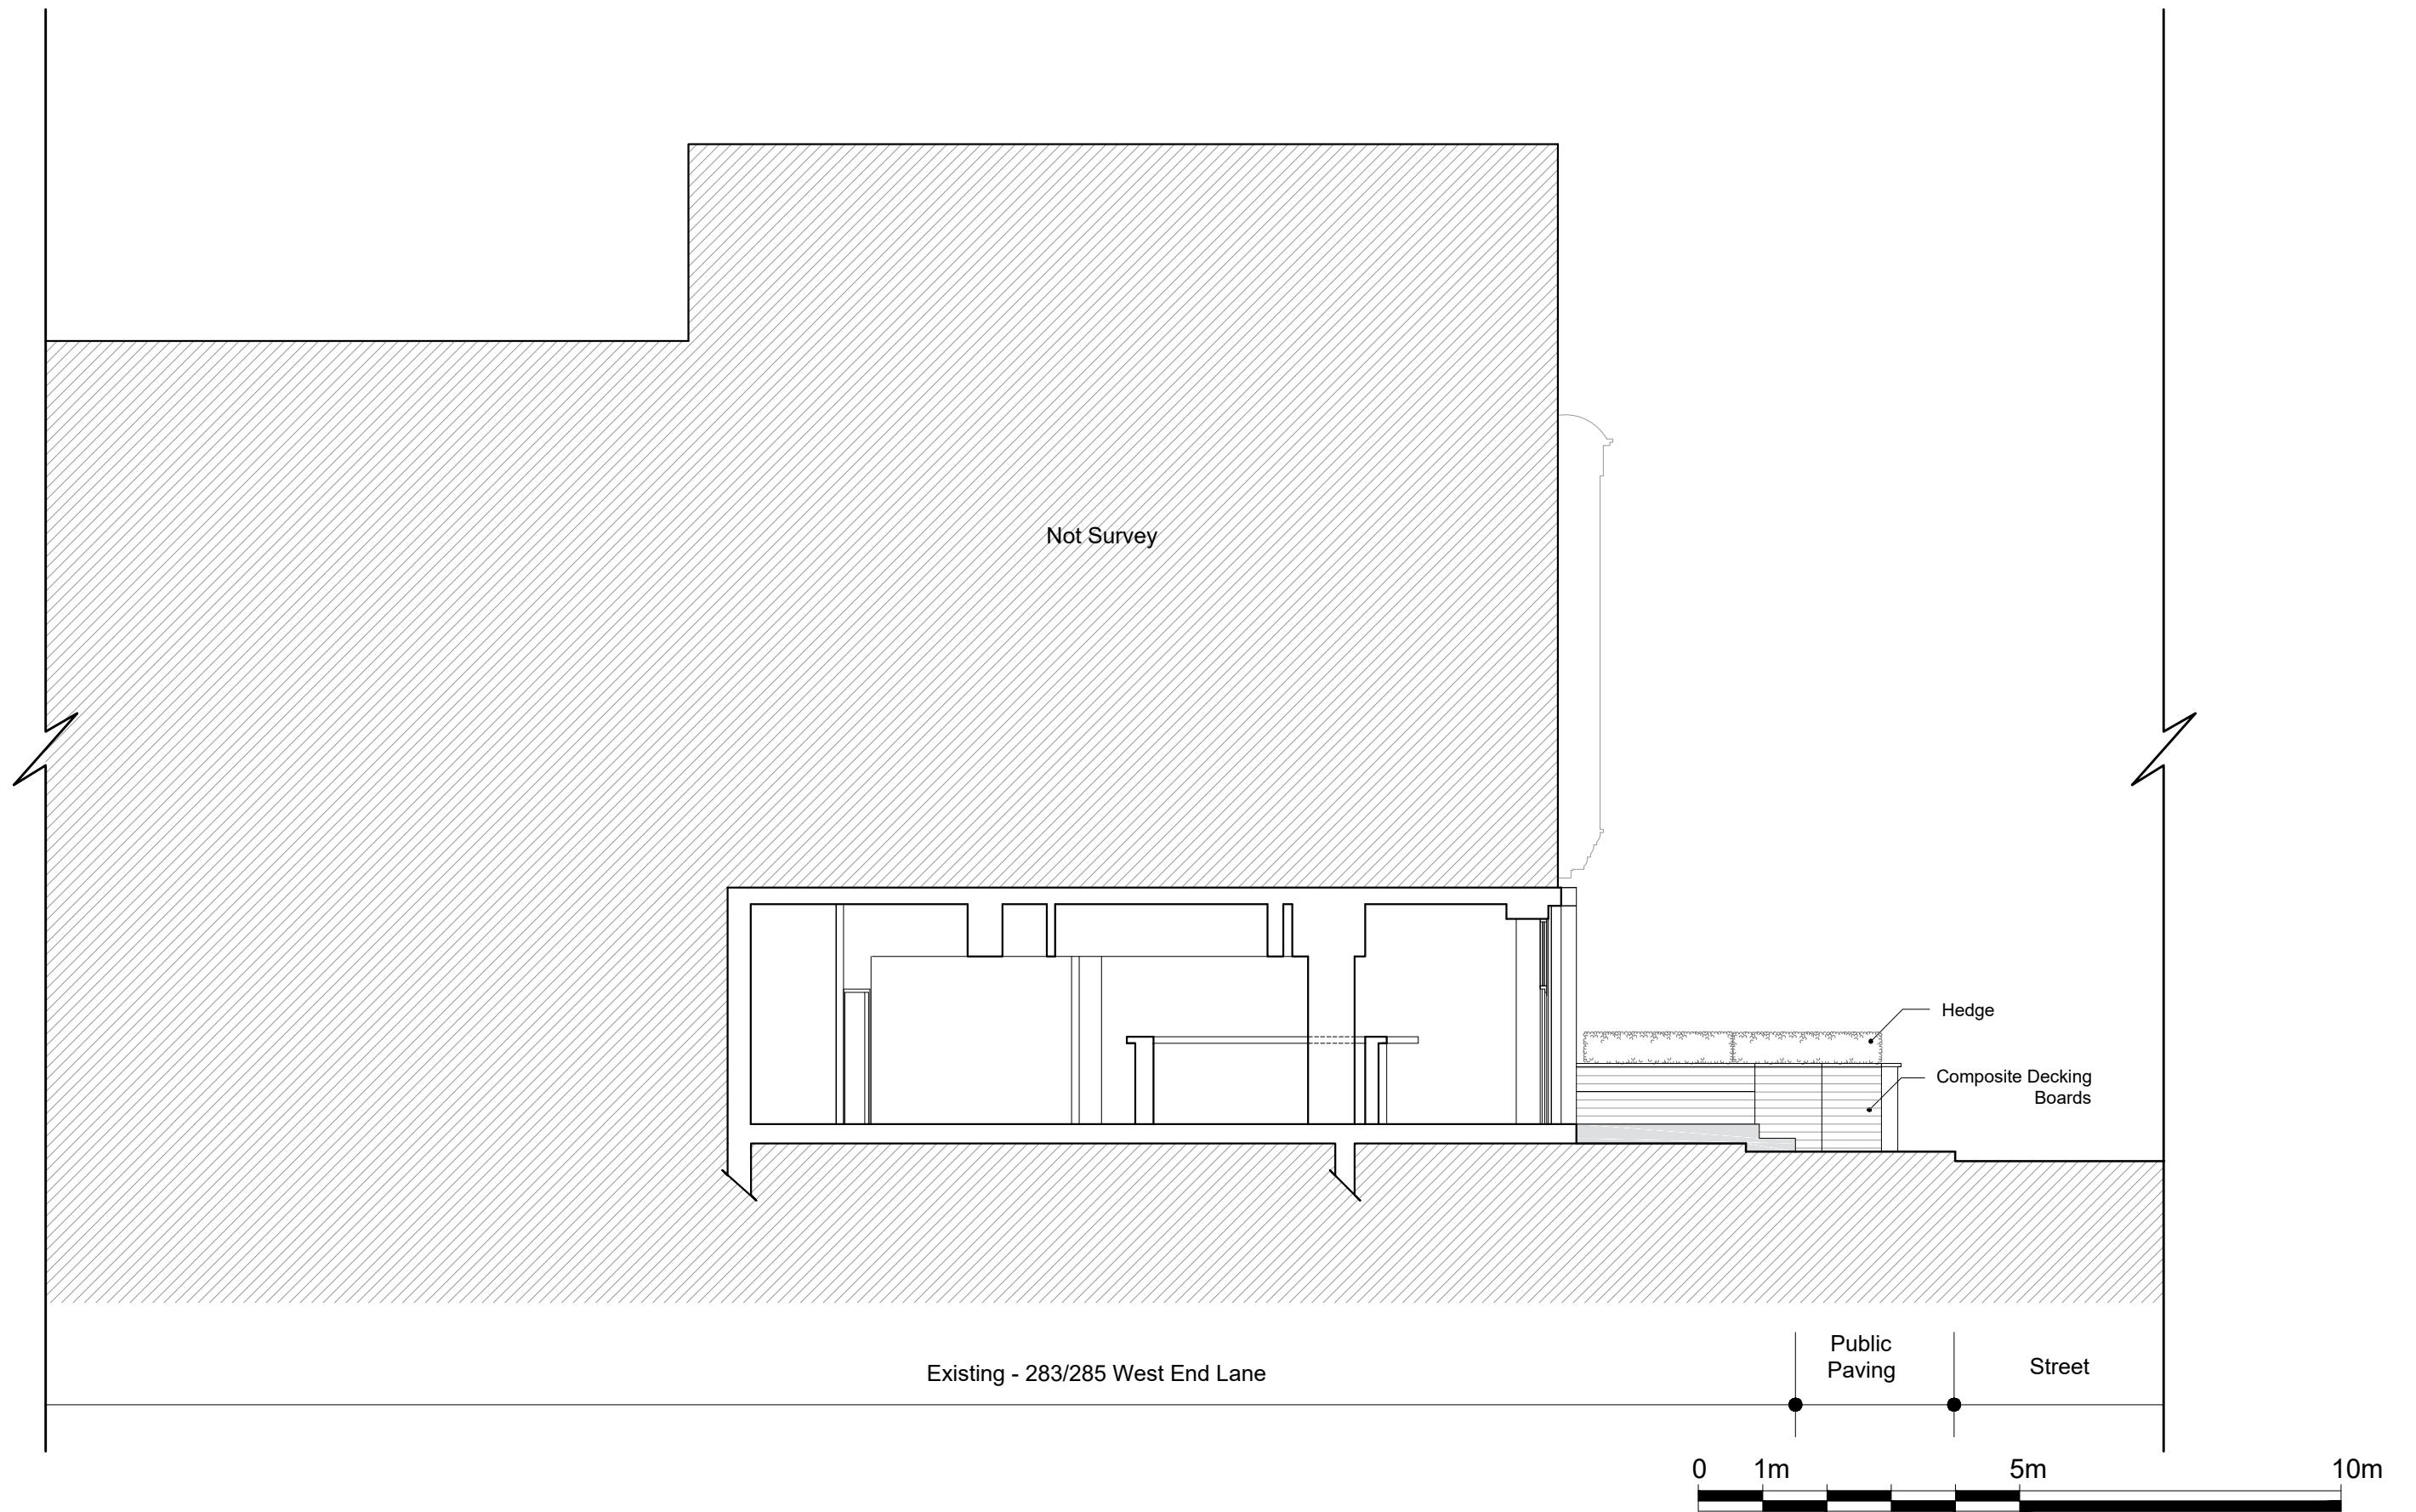 Not Survey
Hedge
Composite Decking
Boards
Existing - 283/285 West End Lane
Public
Paving
Street
0 1m 5m 10m